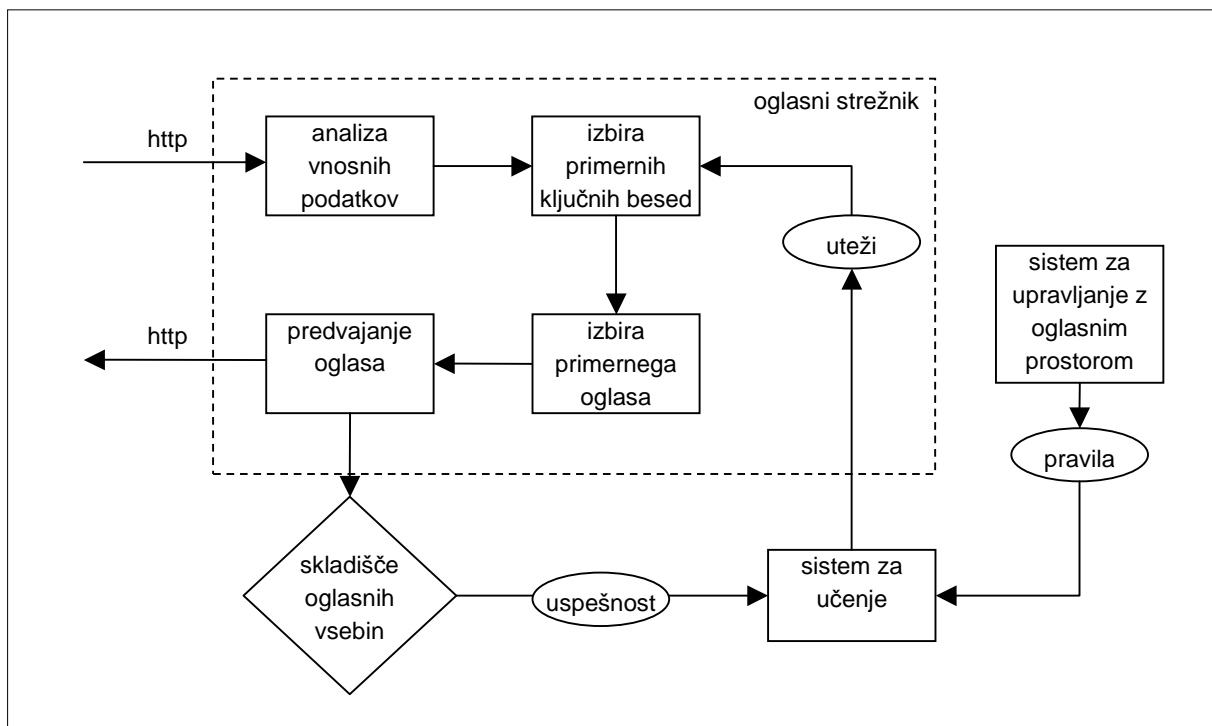 oglasni strežnik
http
analiza
vnosnih
podatkov
izbira
primernih
ključnih besed
uteži
sistem za
upravljanje z
oglasnim
prostorom
http
predvajanje
oglasa
izbira
primernega
oglasa
pravila
skladišče
oglasnih
vsebin
uspešnost
sistem za
učenje